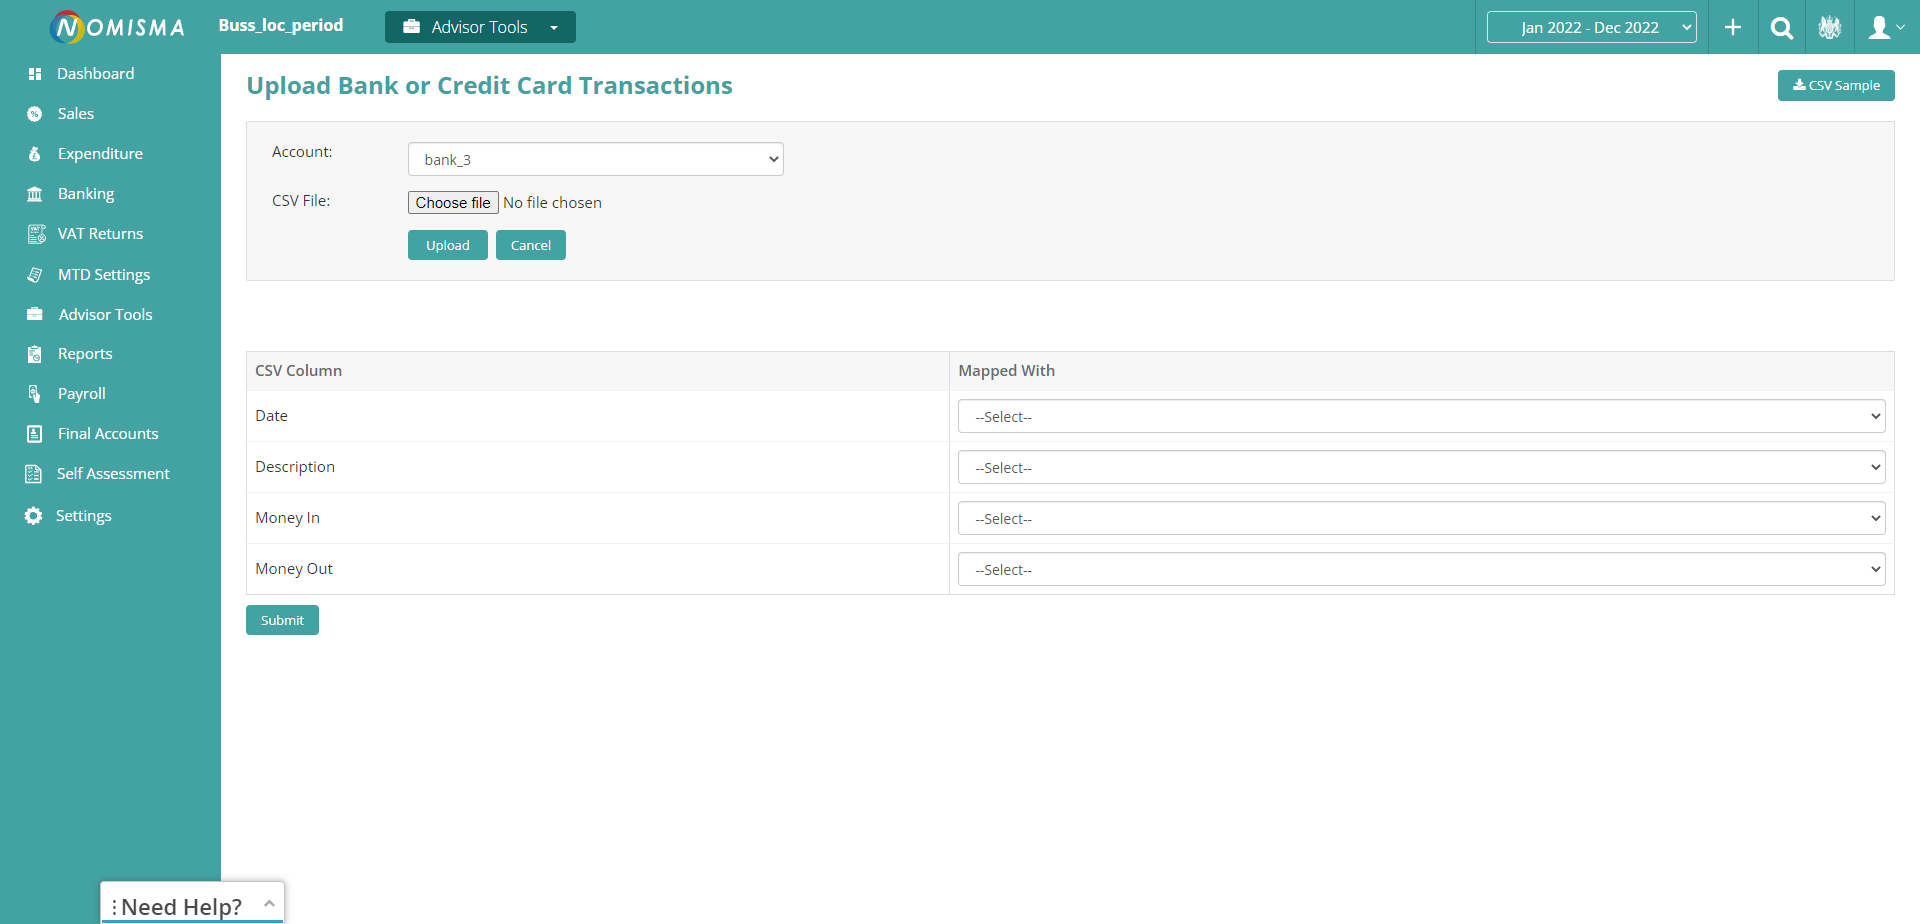 NOMISMA
Buss_loc_period
Advisor Tools
Jan 2022 - Dec 2022
Dashboard
Sales
Expenditure
Banking
VAT Returns
MTD Settings
Advisor Tools
Reports
Payroll
Final Accounts
Self Assessment
Settings
Upload Bank or Credit Card Transactions
CSV Sample
Account:
bank_3
CSV File:
Choose file No file chosen
Upload
Cancel
CSV Column
Mapped With
Date
--Select--
Description
--Select--
Money In
--Select--
Money Out
--Select--
Submit
Need Help?